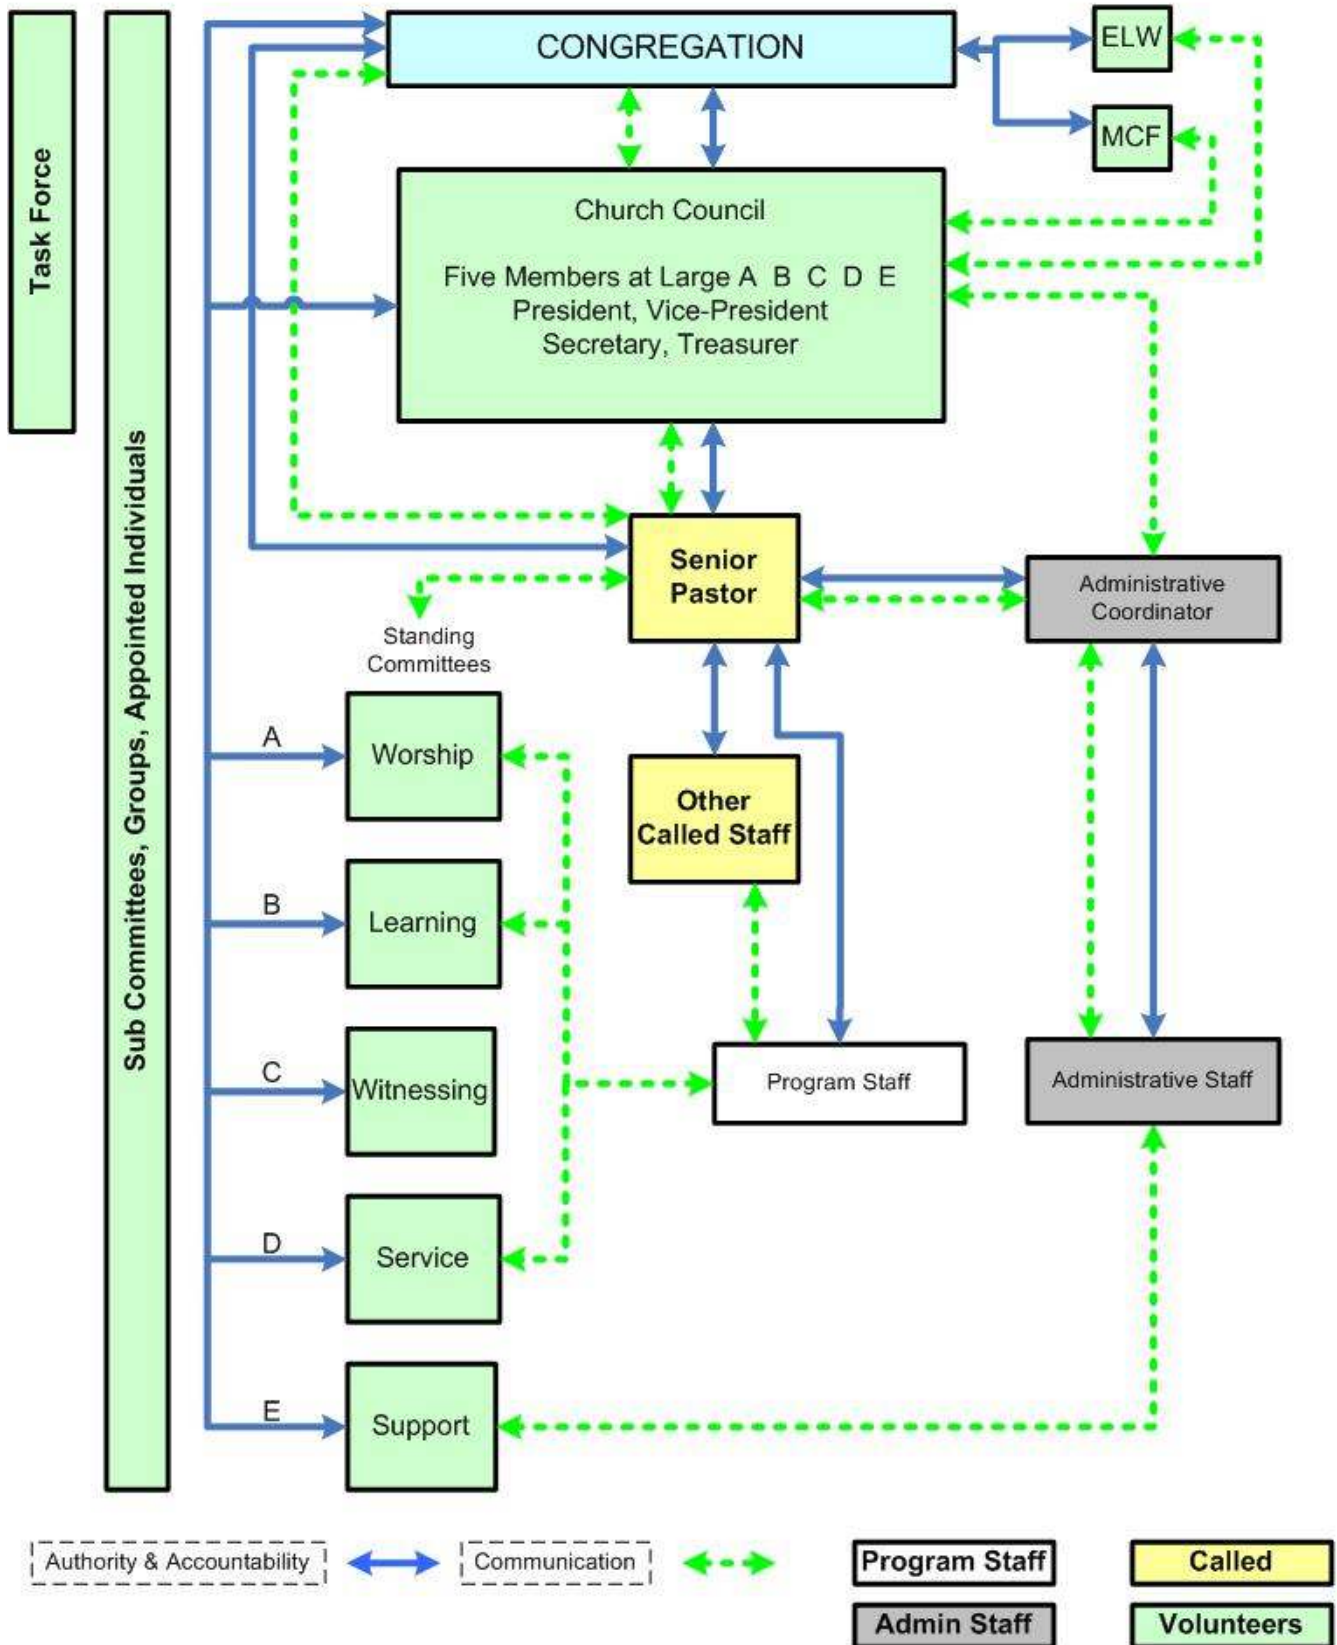 CONGREGATION
ELW
MCF
Task Force
Church Council
Five Members at Large A B C D E
President, Vice-President
Secretary, Treasurer
Sub Committees, Groups, Appointed Individuals
Senior
Pastor
Administrative
Coordinator
Standing
Committees
A
Worship
Other
Called Staff
B
Learning
C
Witnessing
Program Staff
Administrative Staff
D
Service
E
Support
Authority & Accountability
Communication
Program Staff
Called
Admin Staff
Volunteers